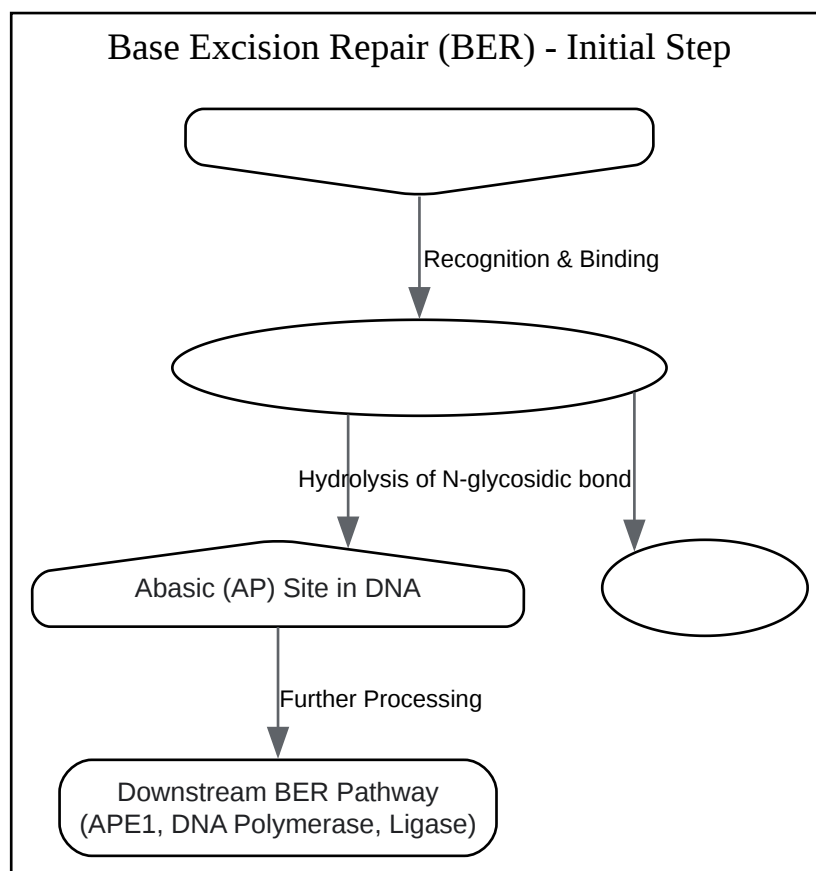 Base Excision Repair (BER) - Initial Step
Recognition & Binding
Hydrolysis of N-glycosidic bond
Abasic (AP) Site in DNA
Further Processing
Downstream BER Pathway
(APE1, DNA Polymerase, Ligase)